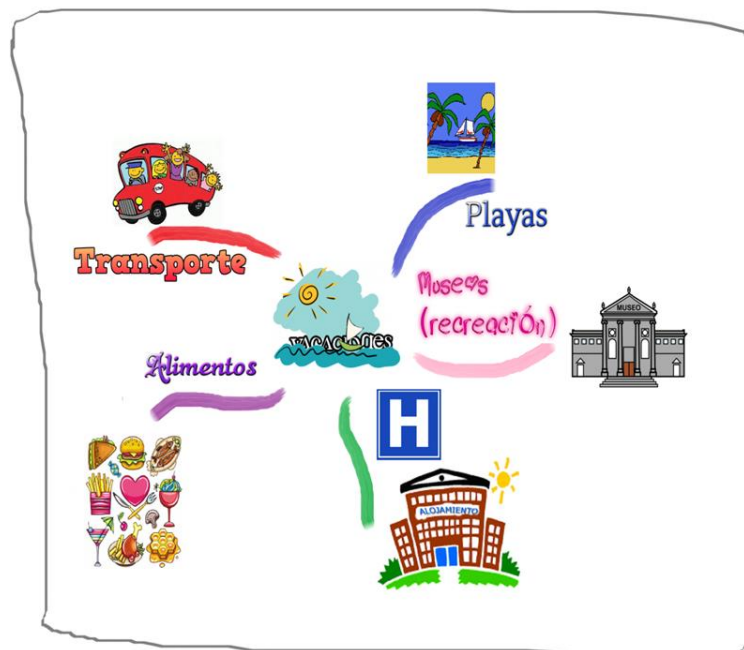 Playas
Transporte
Museos
(recreación)
VACACIONES
MUSEO
Alimentos
H
ALOJAMIENTO